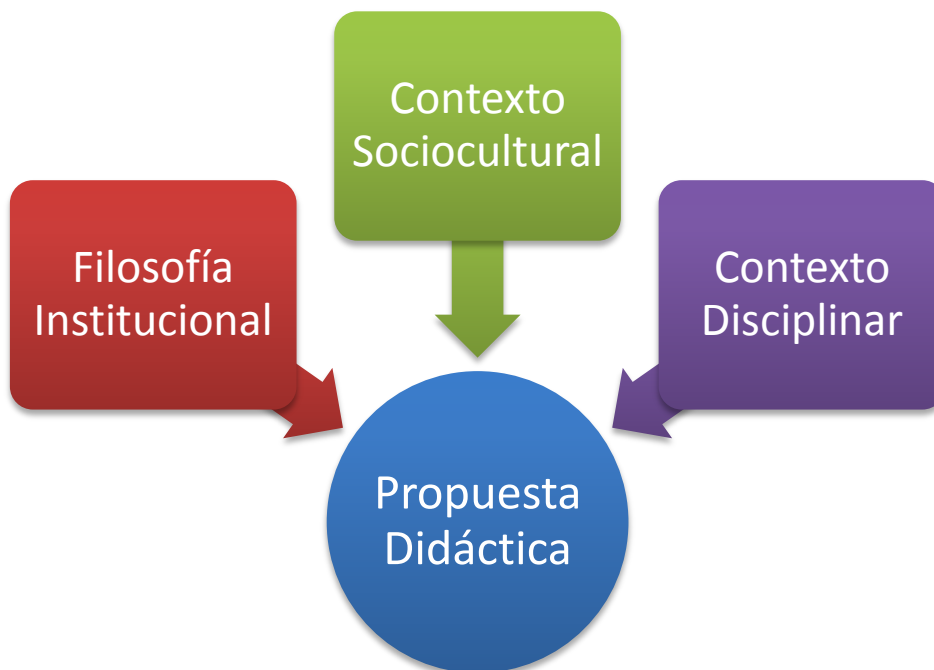 Contexto
Sociocultural
Filosofía
Institucional
Contexto
Disciplinar
Propuesta
Didáctica